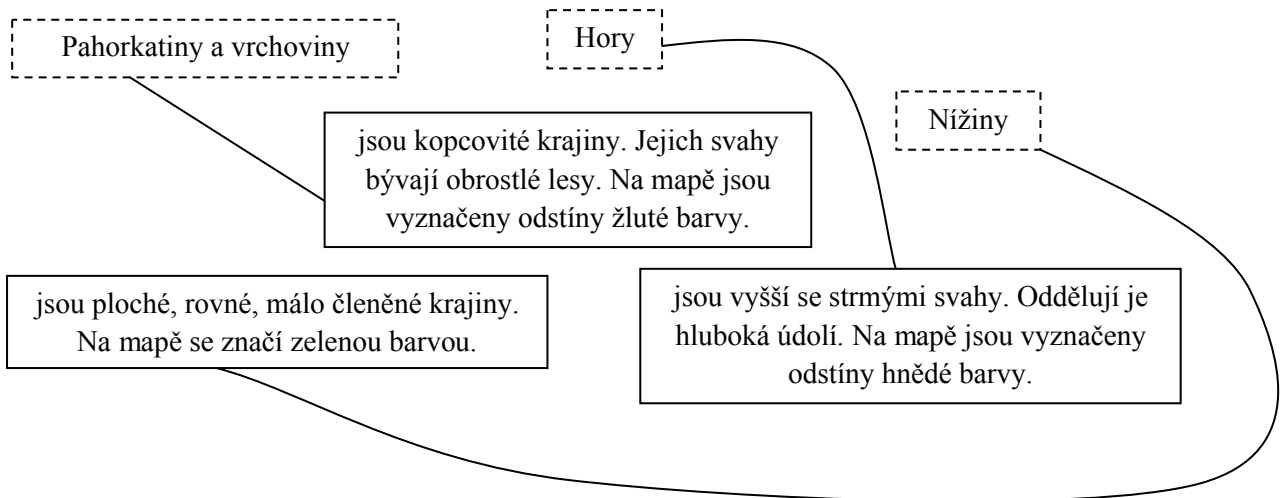 Pahorkatiny a vrchoviny
Hory
Nížiny
jsou kopcovité krajiny. Jejich svahy
bývají obrostlé lesy. Na mapě jsou
vyznačeny odstíny žluté barvy.
jsou ploché, rovné, málo členěné krajiny.
Na mapě se značí zelenou barvou.
jsou vyšší se strmými svahy. Oddělují je
hluboká údolí. Na mapě jsou vyznačeny
odstíny hnědé barvy.